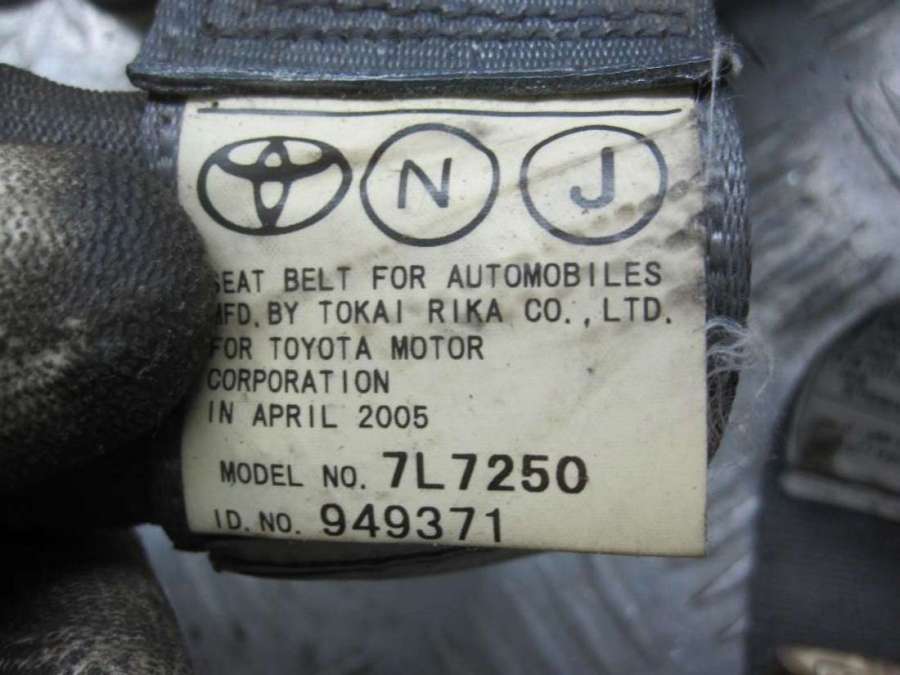 N J
SEAT BELT FOR AUTOMOBILES
MFD. BY TOKAI RIKA CO., LTD.
FOR TOYOTA MOTOR
CORPORATION
IN APRIL 2005
MODEL NO. 7L7250
ID. NO. 949371